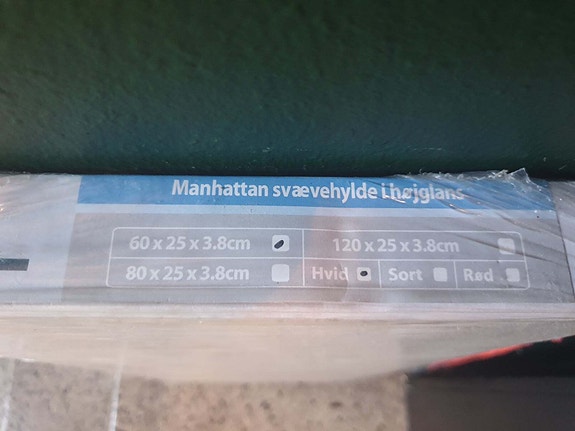 Manhattan svævehylde i højglans
60 x 25 x 3.8cm 120 x 25 x 3.8cm
80 x 25 x 3.8cm Hvid Sort Rød